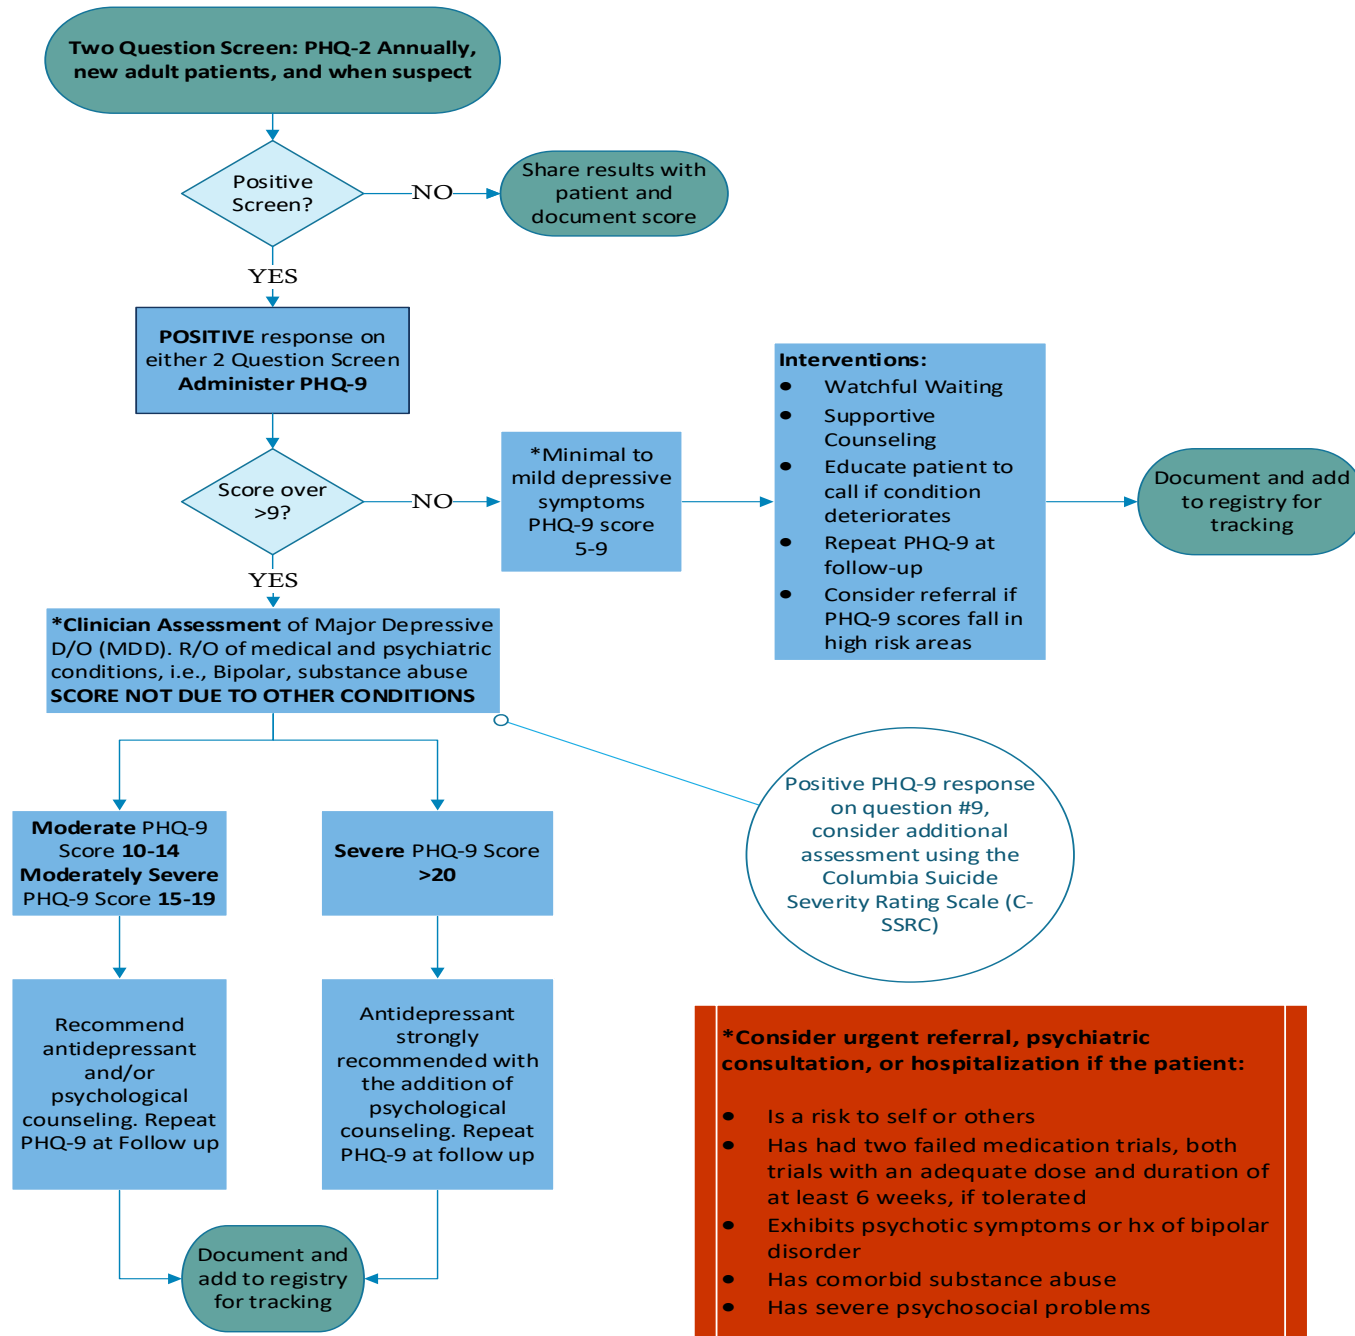 Two Question Screen: PHQ-2 Annually,
new adult patients, and when suspect
Positive
Screen?
NO
Share results with
patient and
document score
YES
POSITIVE response on
either 2 Question Screen
Administer PHQ-9
Score over
>9?
NO
*Minimal to
mild depressive
symptoms
PHQ-9 score
5-9
Interventions:
● Watchful Waiting
● Supportive
Counseling
● Educate patient to
call if condition
deteriorates
● Repeat PHQ-9 at
follow-up
● Consider referral if
PHQ-9 scores fall in
high risk areas
Document and add
to registry for
tracking
YES
*Clinician Assessment of Major Depressive
D/O (MDD). R/O of medical and psychiatric
conditions, i.e., Bipolar, substance abuse
SCORE NOT DUE TO OTHER CONDITIONS
Positive PHQ-9 response
on question #9,
consider additional
assessment using the
Columbia Suicide
Severity Rating Scale (C-
SSRC)
Moderate PHQ-9
Score 10-14
Moderately Severe
PHQ-9 Score 15-19
Severe PHQ-9 Score
>20
Recommend
antidepressant
and/or
psychological
counseling. Repeat
PHQ-9 at Follow up
Antidepressant
strongly
recommended with
the addition of
psychological
counseling. Repeat
PHQ-9 at follow up
Document and
add to registry
for tracking
*Consider urgent referral, psychiatric
consultation, or hospitalization if the patient:
● Is a risk to self or others
● Has had two failed medication trials, both
trials with an adequate dose and duration of
at least 6 weeks, if tolerated
● Exhibits psychotic symptoms or hx of bipolar
disorder
● Has comorbid substance abuse
● Has severe psychosocial problems